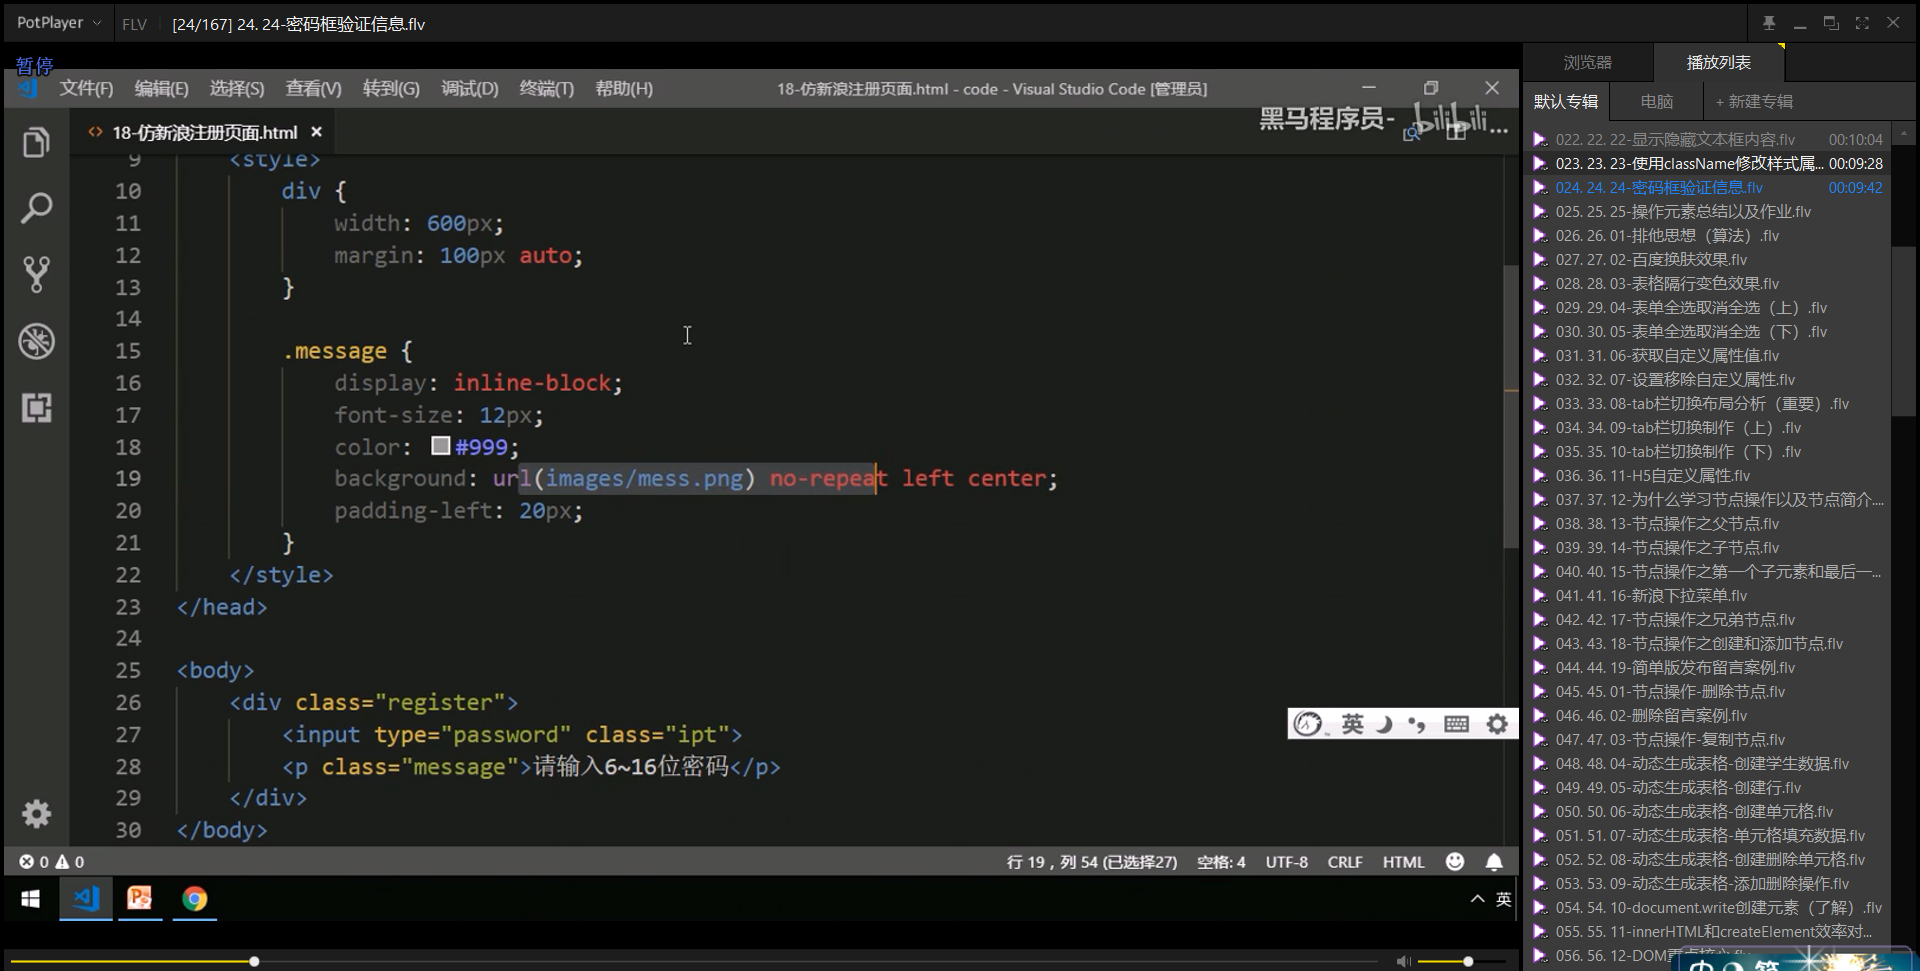 PotPlayer FLV [24/167] 24. 24-密码框验证信息.flv
暂停
文件(F) 编辑(E) 选择(S) 查看(V) 转到(G) 调试(D) 终端(T) 帮助(H) 18-仿新浪注册页面.html - code - Visual Studio Code [管理员]
18-仿新浪注册页面.html
黑马程序员- bilibili
9 <style>
10 div {
11 width: 600px;
12 margin: 100px auto;
13 }
14
15 .message {
16 display: inline-block;
17 font-size: 12px;
18 color: #999;
19 background: url(images/mess.png) no-repeat left center;
20 padding-left: 20px;
21 }
22 </style>
23 </head>
24
25 <body>
26 <div class="register">
27 <input type="password" class="ipt">
28 <p class="message">请输入6~16位密码</p>
29 </div>
30 </body>
英
0 0 行 19，列 54 (已选择27) 空格: 4 UTF-8 CRLF HTML
英
浏览器 播放列表
默认专辑 电脑 + 新建专辑
022. 22. 22-显示隐藏文本框内容.flv 00:10:04
023. 23. 23-使用className修改样式属... 00:09:28
024. 24. 24-密码框验证信息.flv 00:09:42
025. 25. 25-操作元素总结以及作业.flv
026. 26. 01-排他思想（算法）.flv
027. 27. 02-百度换肤效果.flv
028. 28. 03-表格隔行变色效果.flv
029. 29. 04-表单全选取消全选（上）.flv
030. 30. 05-表单全选取消全选（下）.flv
031. 31. 06-获取自定义属性值.flv
032. 32. 07-设置移除自定义属性.flv
033. 33. 08-tab栏切换布局分析（重要）.flv
034. 34. 09-tab栏切换制作（上）.flv
035. 35. 10-tab栏切换制作（下）.flv
036. 36. 11-H5自定义属性.flv
037. 37. 12-为什么学习节点操作以及节点简介....
038. 38. 13-节点操作之父节点.flv
039. 39. 14-节点操作之子节点.flv
040. 40. 15-节点操作之第一个子元素和最后一...
041. 41. 16-新浪下拉菜单.flv
042. 42. 17-节点操作之兄弟节点.flv
043. 43. 18-节点操作之创建和添加节点.flv
044. 44. 19-简单版发布留言案例.flv
045. 45. 01-节点操作-删除节点.flv
046. 46. 02-删除留言案例.flv
047. 47. 03-节点操作-复制节点.flv
048. 48. 04-动态生成表格-创建学生数据.flv
049. 49. 05-动态生成表格-创建行.flv
050. 50. 06-动态生成表格-创建单元格.flv
051. 51. 07-动态生成表格-单元格填充数据.flv
052. 52. 08-动态生成表格-创建删除单元格.flv
053. 53. 09-动态生成表格-添加删除操作.flv
054. 54. 10-document.write创建元素（了解）.flv
055. 55. 11-innerHTML和createElement效率对...
056. 56. 12-DOM重点核心.flv